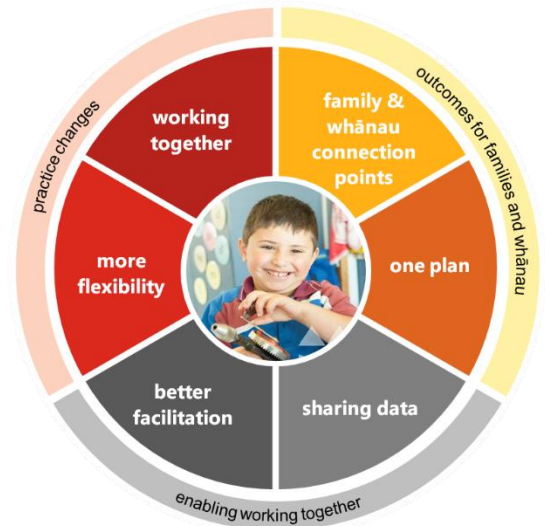 practice changes
working
together
more
flexibility
outcomes for families and whānau
family &
whānau
connection
points
one plan
enabling working together
better
facilitation
sharing data